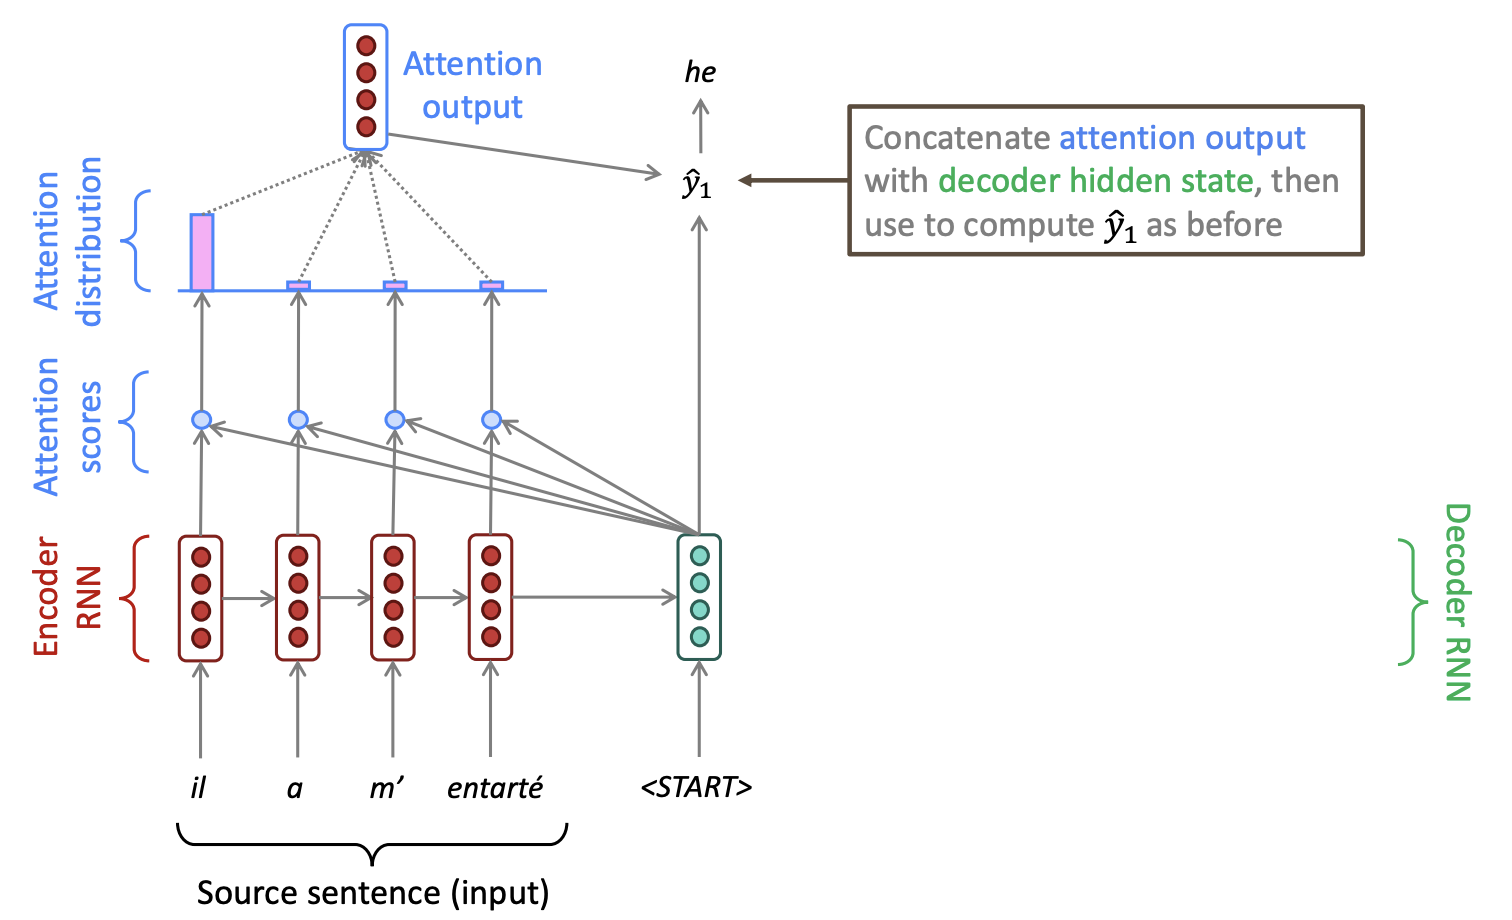 Attention
output
he
ŷ₁
Concatenate attention output
with decoder hidden state, then
use to compute ŷ₁ as before
Attention
distribution
Attention
scores
Encoder
RNN
Decoder RNN
il a m’ entarté <START>
Source sentence (input)